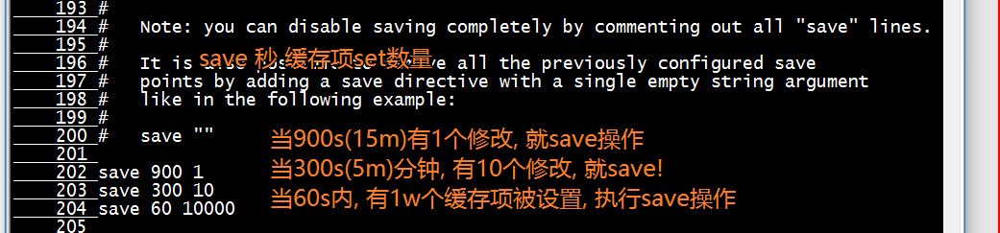 193 #
194 #   Note: you can disable saving completely by commenting out all "save" lines.
195 #
save 秒 缓存项set数量
196 #   It is a all the previously configured save
197 #   points by adding a save directive with a single empty string argument
198 #   like in the following example:
199 #
200 #   save ""
当900s(15m)有1个修改, 就save操作
201
当300s(5m)分钟, 有10个修改, 就save!
202 save 900 1
203 save 300 10
当60s内, 有1w个缓存项被设置, 执行save操作
204 save 60 10000
205